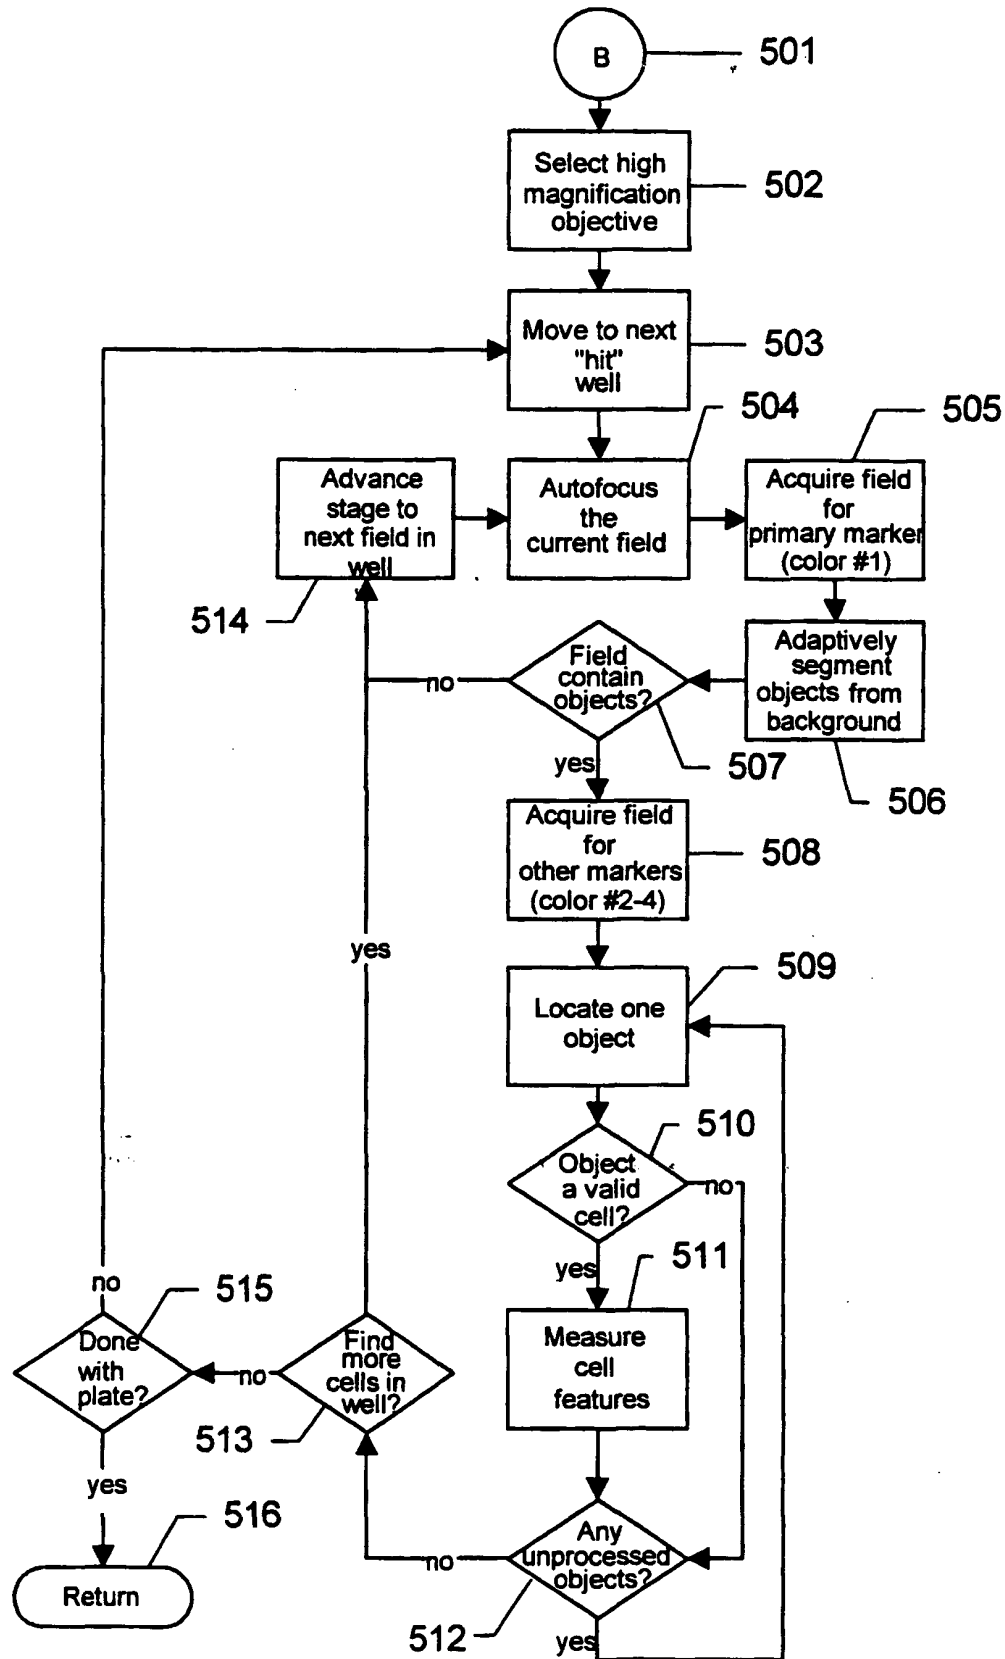 B
501
Select high
magnification
objective
502
Move to next
"hit"
well
503
504
505
Advance
stage to
next field in
well
Autofocus
the
current field
Acquire field
for
primary marker
(color #1)
514
Field
contain
objects?
no
Adaptively
segment
objects from
background
yes
507
506
Acquire field
for
other markers
(color #2-4)
508
yes
509
Locate one
object
510
Object
a valid
cell?
no
yes
511
no
515
Done
with
plate?
no
Find
more
cells in
well?
Measure
cell
features
513
yes
516
Return
no
Any
unprocessed
objects?
512
yes